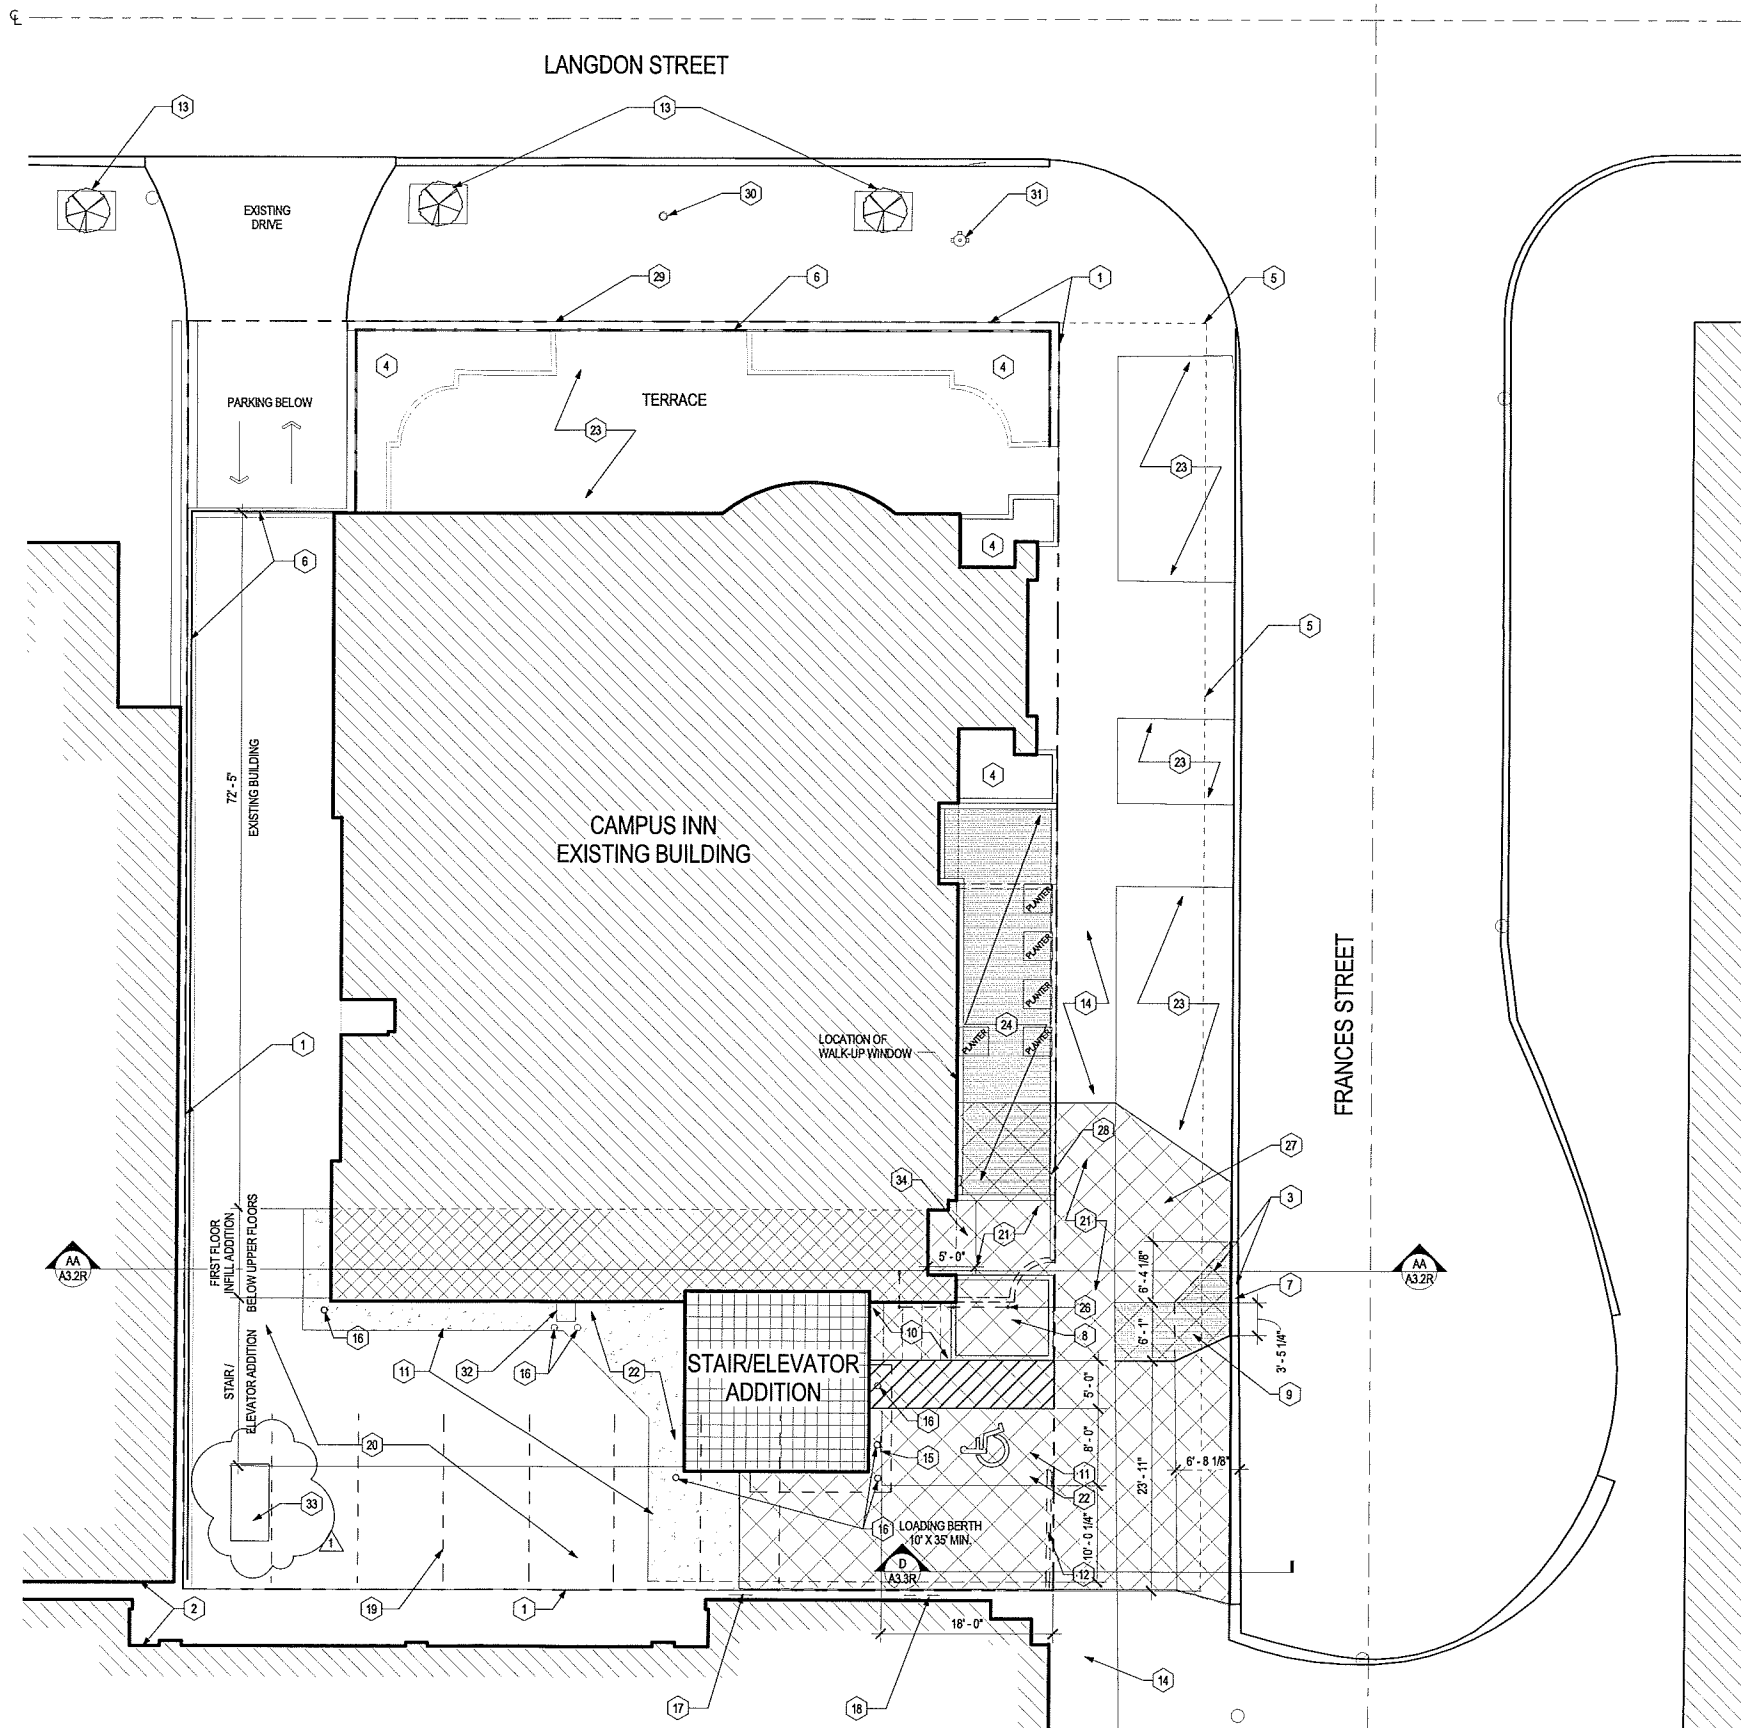 LANGDON STREET
13
13
EXISTING
DRIVE
30
31
29
6
1
5
4
4
PARKING BELOW
TERRACE
23
23
4
6
5
23
4
72' - 5"
EXISTING BUILDING
CAMPUS INN
EXISTING BUILDING
PLANTER
PLANTER
PLANTER
PLANTER
PLANTER
24
14
23
FRANCES STREET
LOCATION OF
WALK-UP WINDOW
1
28
27
34
3
21
21
5' - 0"
FIRST FLOOR
INFILL ADDITION
BELOW UPPER FLOORS
AA
A3.2R
AA
A3.2R
6' - 4 1/8"
7
26
16
10
8
6' - 1"
3' - 5 1/4"
11
32
16
22
STAIR/ELEVATOR
ADDITION
5' - 0"
9
STAIR/
ELEVATOR ADDITION
16
20
15
8' - 0"
11
6' - 8 1/8"
23' - 11"
22
33
1
16
LOADING BERTH
10' X 35' MIN.
10' - 0 1/4"
D
A3.3R
12
2
19
1
18' - 0"
17
18
14